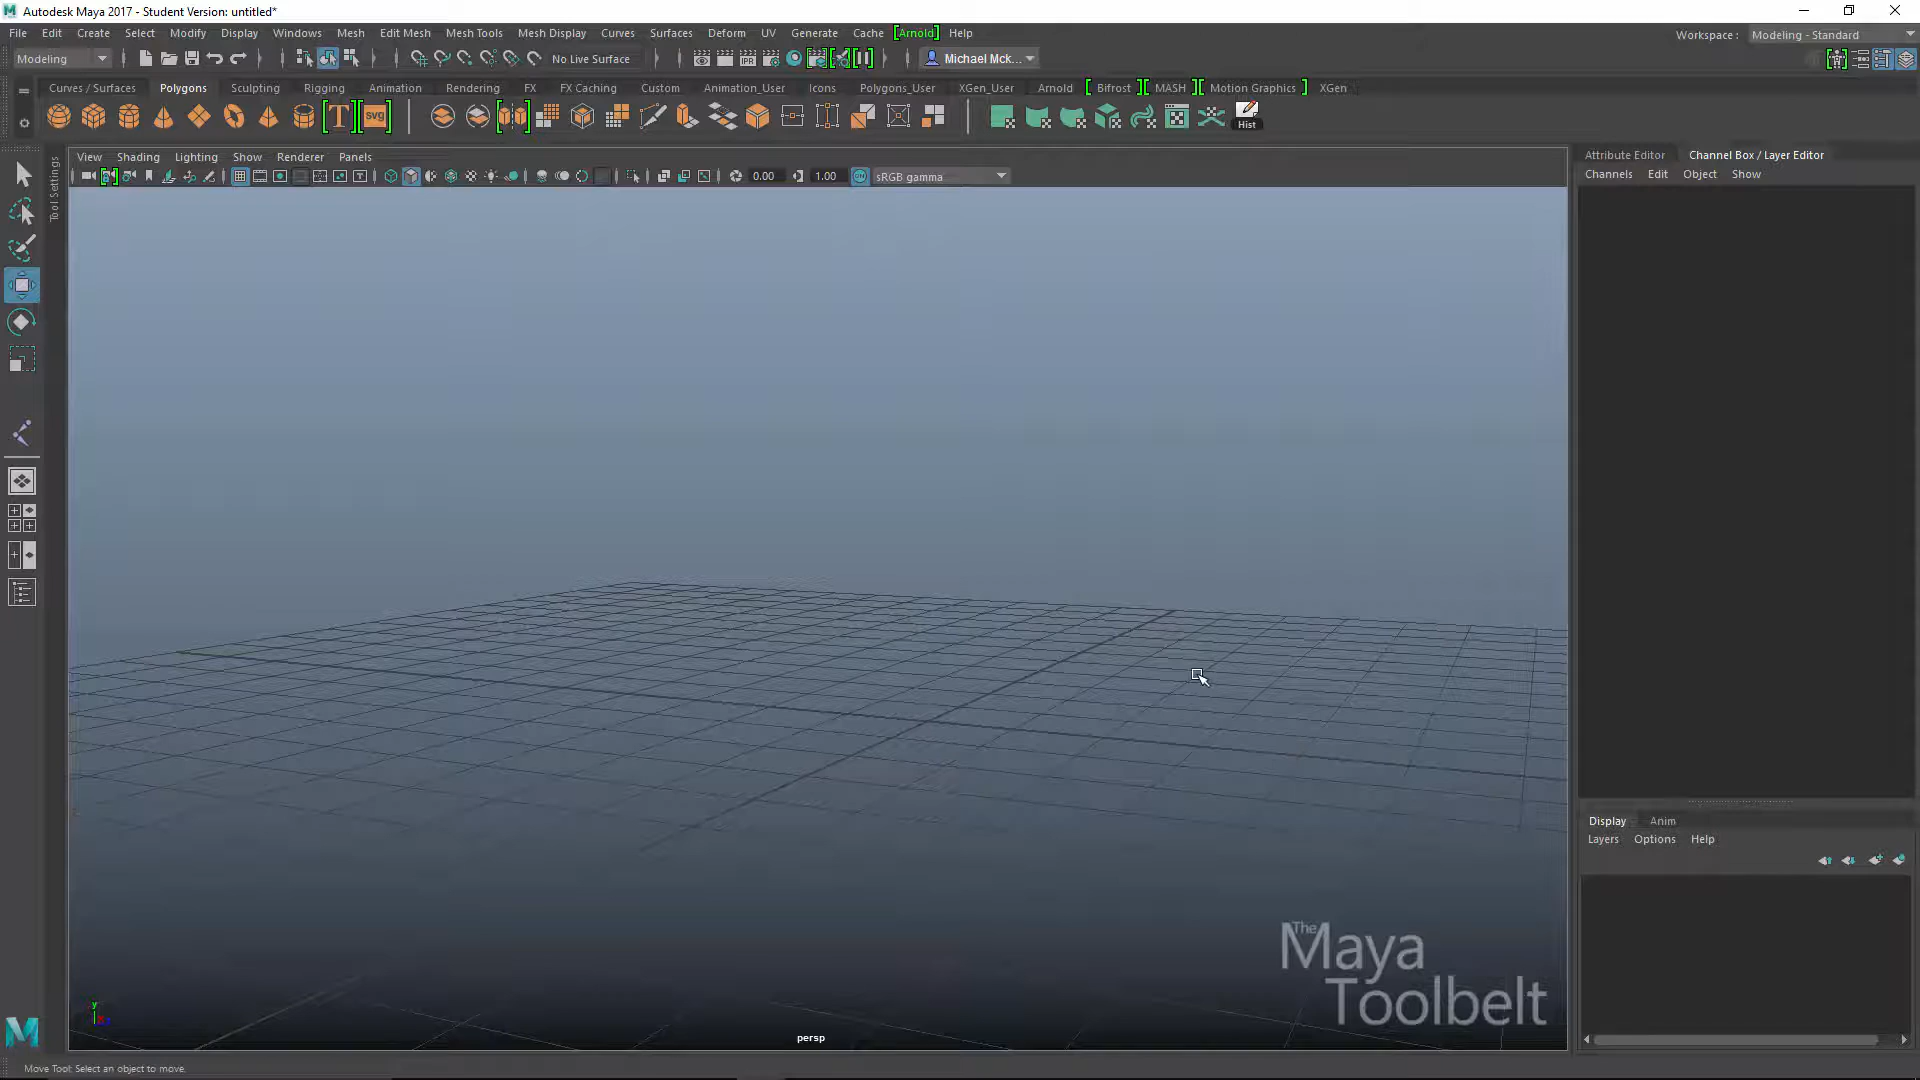 Autodesk Maya 2017 - Student Version: untitled*
File Edit Create Select Modify Display Windows Mesh Edit Mesh Mesh Tools Mesh Display Curves Surfaces Deform UV Generate Cache [Arnold] Help
Workspace : Modeling - Standard
Modeling No Live Surface IPR Michael Mck...
Curves / Surfaces Polygons Sculpting Rigging Animation Rendering FX FX Caching Custom Animation_User Icons Polygons_User XGen_User Arnold [ Bifrost ] [ MASH ] [ Motion Graphics ] XGen
T svg Hist
Tool Settings
View Shading Lighting Show Renderer Panels
0.00 1.00 ON sRGB gamma
Attribute Editor Channel Box / Layer Editor
Channels Edit Object Show
Display Anim
Layers Options Help
The
Maya
Toolbelt
y
persp
Move Tool: Select an object to move.